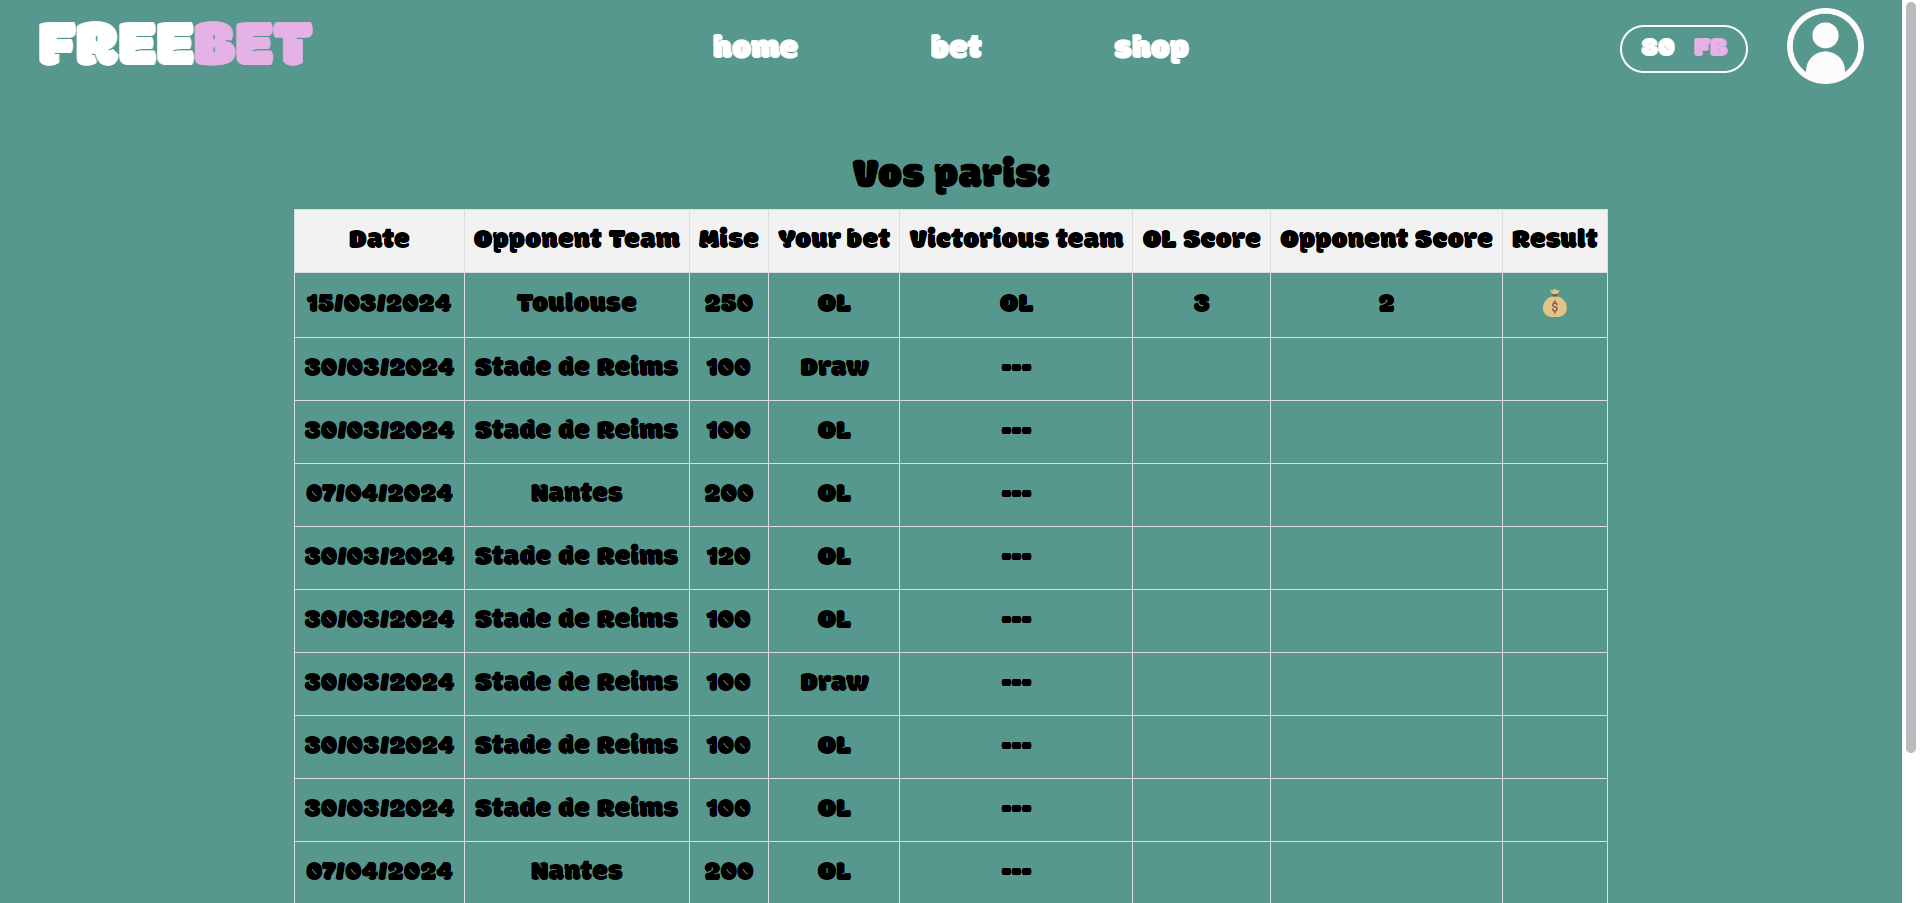 FREEBET home bet shop 80 FB
Vos paris:
Date Opponent Team Mise Your bet Victorious team OL Score Opponent Score Result
15/03/2024 Toulouse 250 OL OL 3 2
30/03/2024 Stade de Reims 100 Draw ---
30/03/2024 Stade de Reims 100 OL ---
07/04/2024 Nantes 200 OL ---
30/03/2024 Stade de Reims 120 OL ---
30/03/2024 Stade de Reims 100 OL ---
30/03/2024 Stade de Reims 100 Draw ---
30/03/2024 Stade de Reims 100 OL ---
30/03/2024 Stade de Reims 100 OL ---
07/04/2024 Nantes 200 OL ---